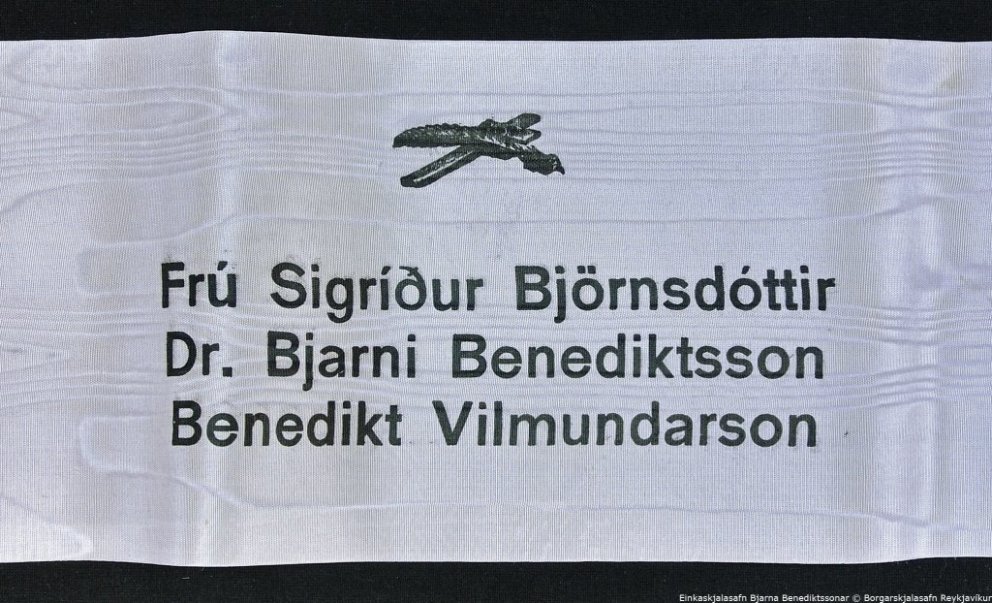 Frú Sigríður Björnsdóttir
Dr. Bjarni Benediktsson
Benedikt Vilmundarson
Einkaskjalasafn Bjarna Benediktssonar © Borgarskjalasafn Reykjavíkur